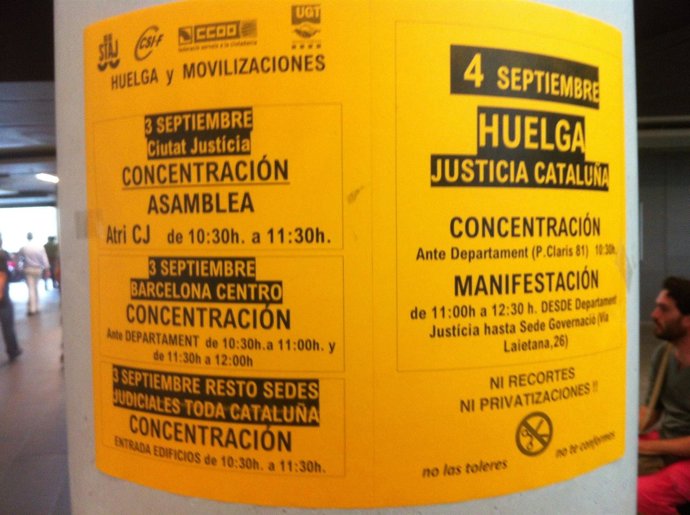 STAJ
CSI-F
CCOO
UGT
HUELGA y MOVILIZACIONES
3 SEPTIEMBRE
Ciutat Justícia
CONCENTRACIÓN
ASAMBLEA
Atri CJ de 10:30h. a 11:30h.
3 SEPTIEMBRE
BARCELONA CENTRO
CONCENTRACIÓN
Ante DEPARTAMENT de 10:30h.a 11:00h. y
de 11:30h a 12:00h
3 SEPTIEMBRE RESTO SEDES
JUDICIALES TODA CATALUÑA
CONCENTRACIÓN
ENTRADA EDIFICIOS de 10:30h. a 11:30h.
4 SEPTIEMBRE
HUELGA
JUSTICIA CATALUÑA
CONCENTRACIÓN
Ante Departament (P.Claris 81) 10:30h.
MANIFESTACIÓN
de 11:00h a 12:30 h. DESDE Departament
Justícia hasta Sede Governació (Via
Laietana,26)
NI RECORTES
NI PRIVATIZACIONES !!
no las toleres
no te conformes